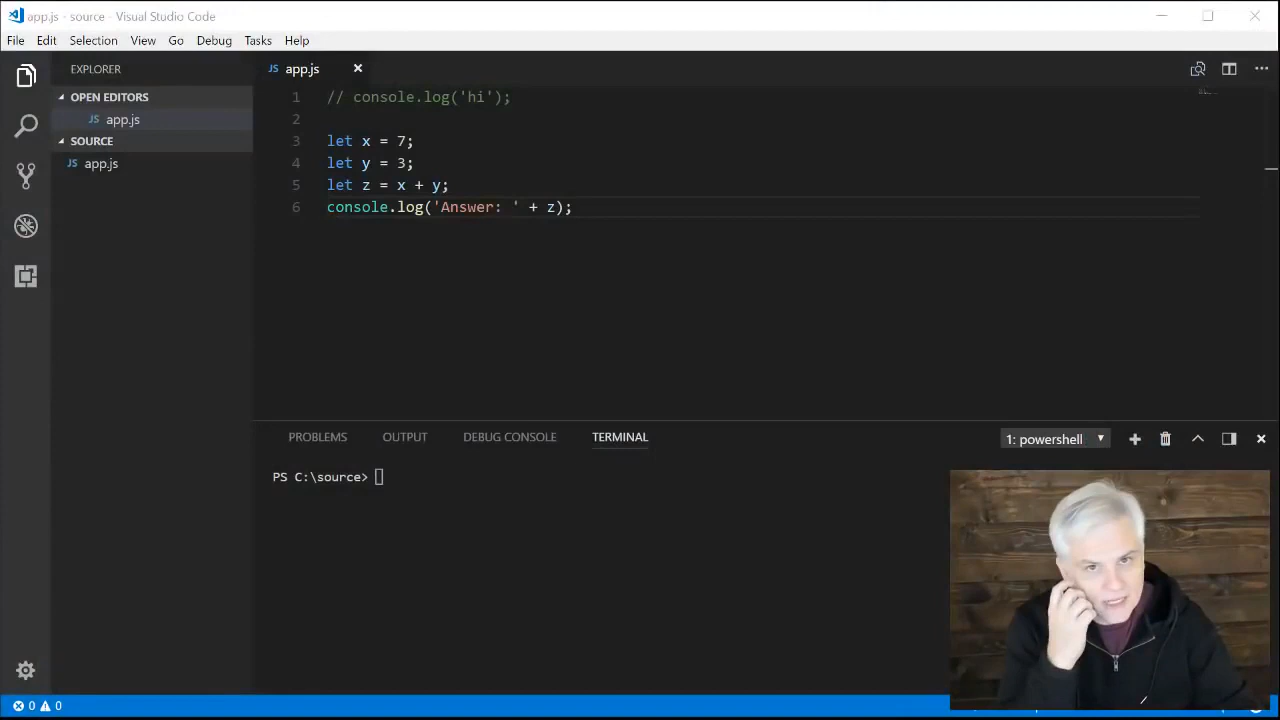 app.js - source - Visual Studio Code
File Edit Selection View Go Debug Tasks Help
EXPLORER
OPEN EDITORS
JS app.js
SOURCE
JS app.js
JS app.js
1 // console.log('hi');
2
3 let x = 7;
4 let y = 3;
5 let z = x + y;
6 console.log('Answer: ' + z);
PROBLEMS OUTPUT DEBUG CONSOLE TERMINAL
1: powershell
PS C:\source>
0 0